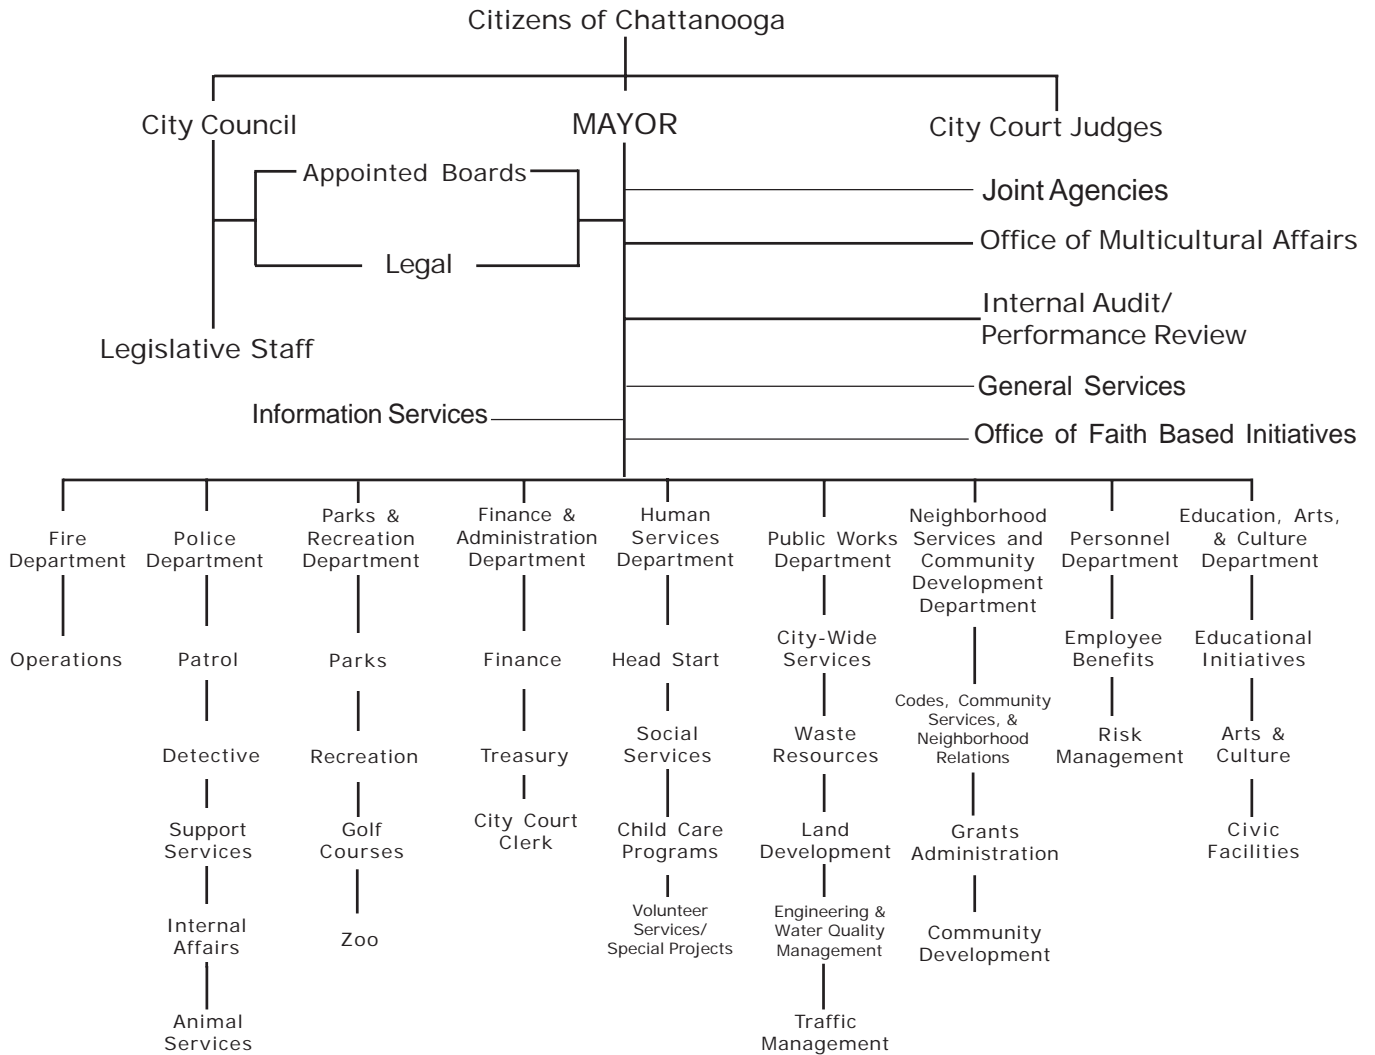 Citizens of Chattanooga
City Council
MAYOR
City Court Judges
Appointed Boards
Legal
Legislative Staff
Joint Agencies
Office of Multicultural Affairs
Internal Audit/
Performance Review
General Services
Information Services
Office of Faith Based Initiatives
Fire
Department
Operations
Police
Department
Patrol
Detective
Support
Services
Internal
Affairs
Animal
Services
Parks &
Recreation
Department
Parks
Recreation
Golf
Courses
Zoo
Finance &
Administration
Department
Finance
Treasury
City Court
Clerk
Human
Services
Department
Head Start
Social
Services
Child Care
Programs
Volunteer
Services/
Special Projects
Public Works
Department
City-Wide
Services
Waste
Resources
Land
Development
Engineering &
Water Quality
Management
Traffic
Management
Neighborhood
Services and
Community
Development
Department
Codes, Community
Services, &
Neighborhood
Relations
Grants
Administration
Community
Development
Personnel
Department
Employee
Benefits
Risk
Management
Education, Arts,
& Culture
Department
Educational
Initiatives
Arts &
Culture
Civic
Facilities